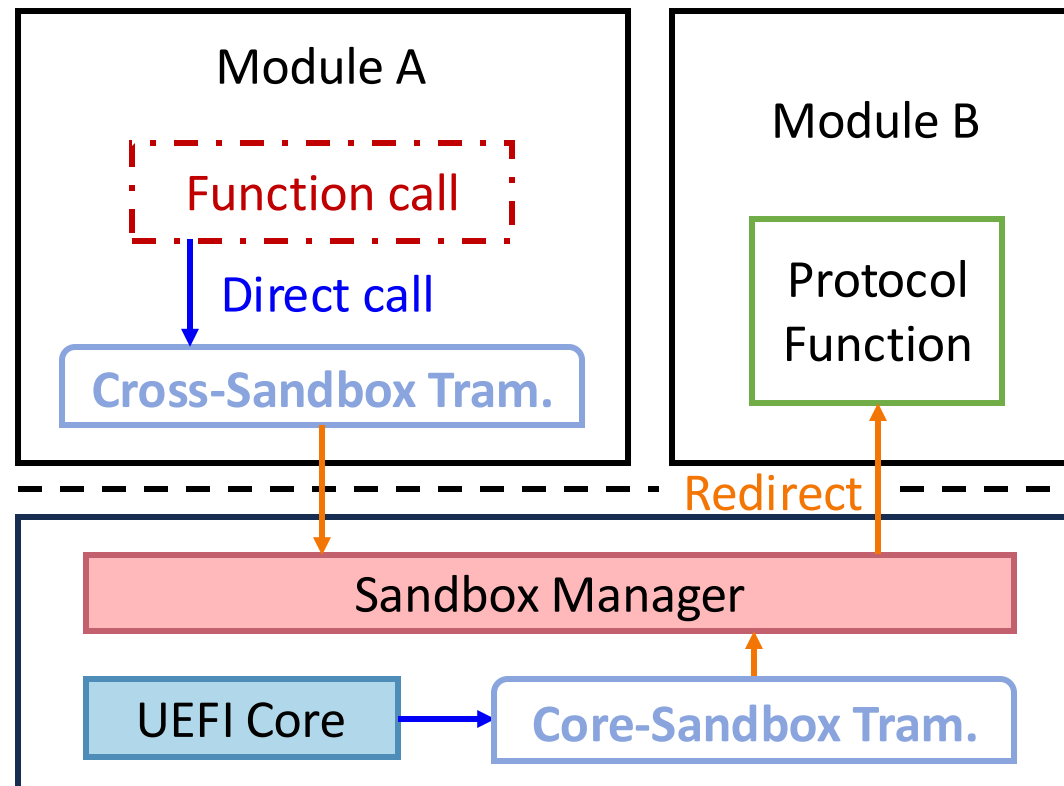 Module A
Function call
Direct call
Cross-Sandbox Tram.
Module B
Protocol
Function
Redirect
Sandbox Manager
UEFI Core
Core-Sandbox Tram.